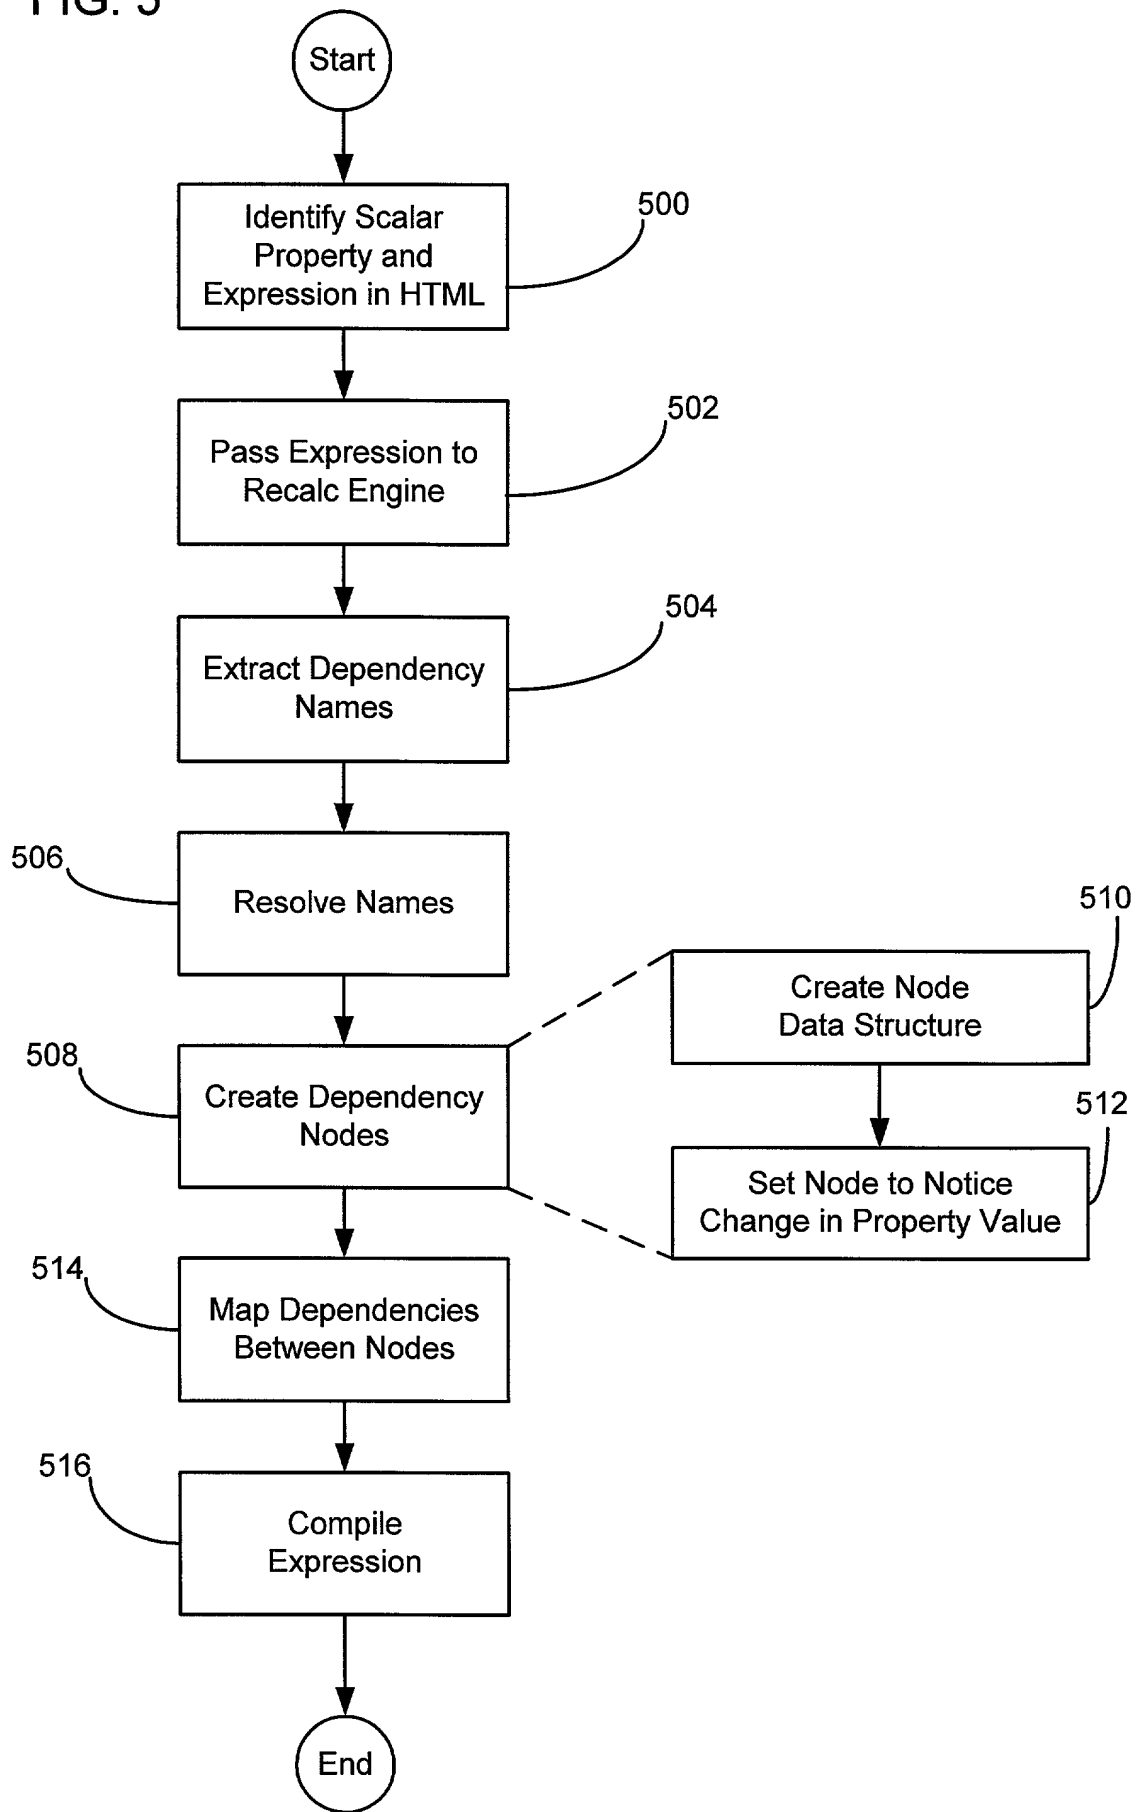 FIG. 5
Start
Identify Scalar
Property and
Expression in HTML
500
Pass Expression to
Recalc Engine
502
Extract Dependency
Names
504
506
Resolve Names
508
Create Dependency
Nodes
510
Create Node
Data Structure
512
Set Node to Notice
Change in Property Value
514
Map Dependencies
Between Nodes
516
Compile
Expression
End